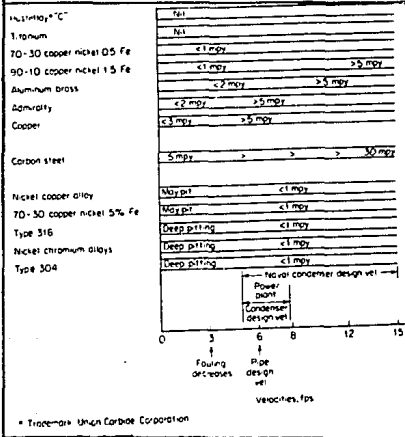 Hastelloy* "C" Nil
Titanium Nil
70-30 copper nickel 0.5 Fe <1 mpy
90-10 copper nickel 1.5 Fe <1 mpy >5 mpy
Aluminum brass <2 mpy >5 mpy
Admiralty <2 mpy >5 mpy
Copper <3 mpy >5 mpy
Carbon steel 5 mpy > > > 30 mpy
Nickel copper alloy May pit <1 mpy
70-30 copper nickel 5% Fe May pit <1 mpy
Type 316 Deep pitting <1 mpy
Nickel chromium alloys Deep pitting <1 mpy
Type 304 Deep pitting <1 mpy
Naval condenser design vel
Power
plant
Condenser
design vel
0 3 6 9 12 15
Fouling
decreases
Pipe
design
vel
Velocities, fps
* Trademark Union Carbide Corporation